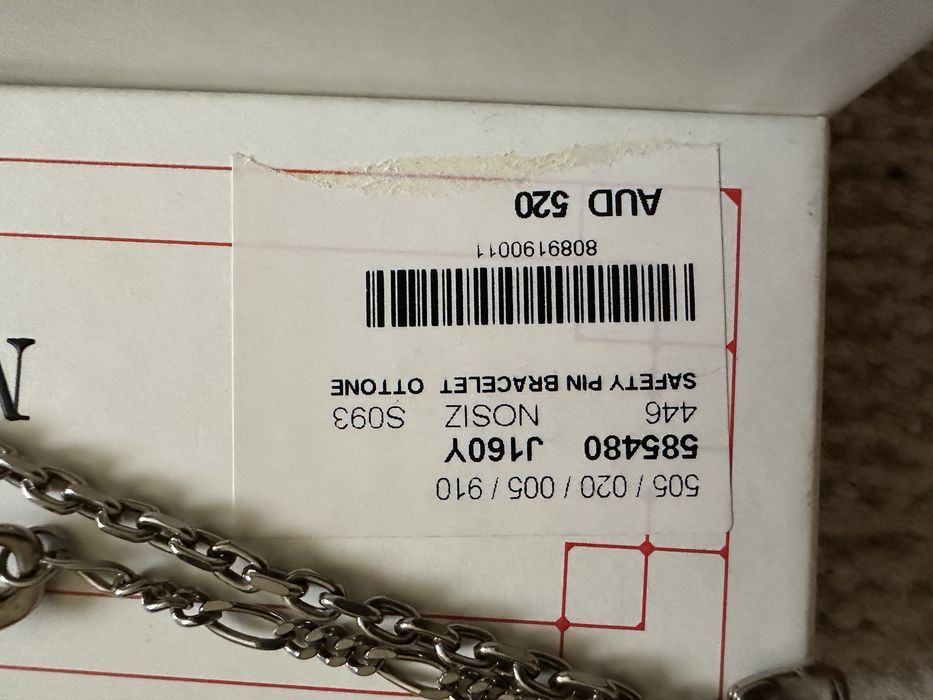 505 / 020 / 005 / 910
585480 J160Y
446 NOSIZ S093
SAFETY PIN BRACELET OTTONE
8089190011
AUD 520